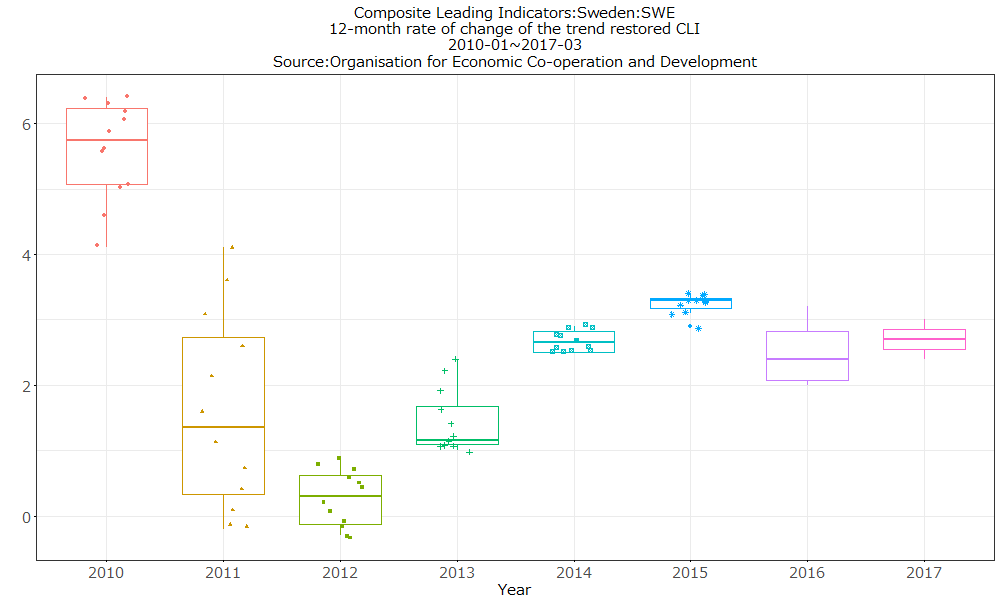 Composite Leading Indicators:Sweden:SWE
12-month rate of change of the trend restored CLI
2010-01~2017-03
Source:Organisation for Economic Co-operation and Development
6
4
2
0
2010 2011 2012 2013 2014 2015 2016 2017
Year